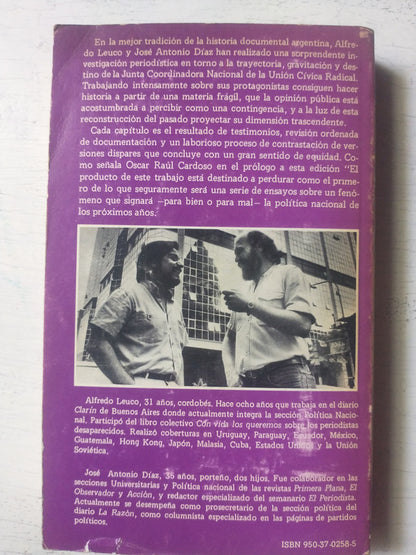 En la mejor tradición de la historia documental argentina, Alfre-
do Leuco y José Antonio Díaz han realizado una sorprendente
investigación periodística en torno a la trayectoria, gravitación y des-
tino de la Junta Coordinadora Nacional de la Unión Cívica Radical.
Trabajando intensamente sobre sus protagonistas consiguen hacer
historia a partir de una materia frágil, que la opinión pública está
acostumbrada a percibir como una contingencia, y a la luz de esta
reconstrucción del pasado proyectar su dimensión trascendente.
Cada capítulo es el resultado de testimonios, revisión ordenada
de documentación y un laborioso proceso de contrastación de ver-
siones dispares que concluye con un gran sentido de equidad. Co-
mo señala Oscar Raúl Cardoso en el prólogo a esta edición "El
producto de este trabajo está destinado a perdurar como el prime-
ro de lo que seguramente será una serie de ensayos sobre un fenó-
meno que signará —para bien o para mal— la política nacional de
los próximos años."
Alfredo Leuco, 31 años, cordobés. Hace ocho años que trabaja en el diario
Clarín de Buenos Aires donde actualmente integra la sección Política Nacio-
nal. Participó del libro colectivo Con vida los queremos sobre los periodistas
desaparecidos. Realizó coberturas en Uruguay, Paraguay, Ecuador, México,
Guatemala, Hong Kong, Japón, Malasia, Cuba, Estados Unidos y la Unión
Soviética.
José Antonio Díaz, 35 años, porteño, dos hijos. Fue colaborador en las
secciones Universitarias y Política nacional de las revistas Primera Plana, El
Observador y Acción, y redactor especializado del semanario El Periodista.
Actualmente se desempeña como prosecretario de la sección política del
diario La Razón, como columnista especializado en las páginas de partidos
políticos.
ISBN 950-37-0258-5